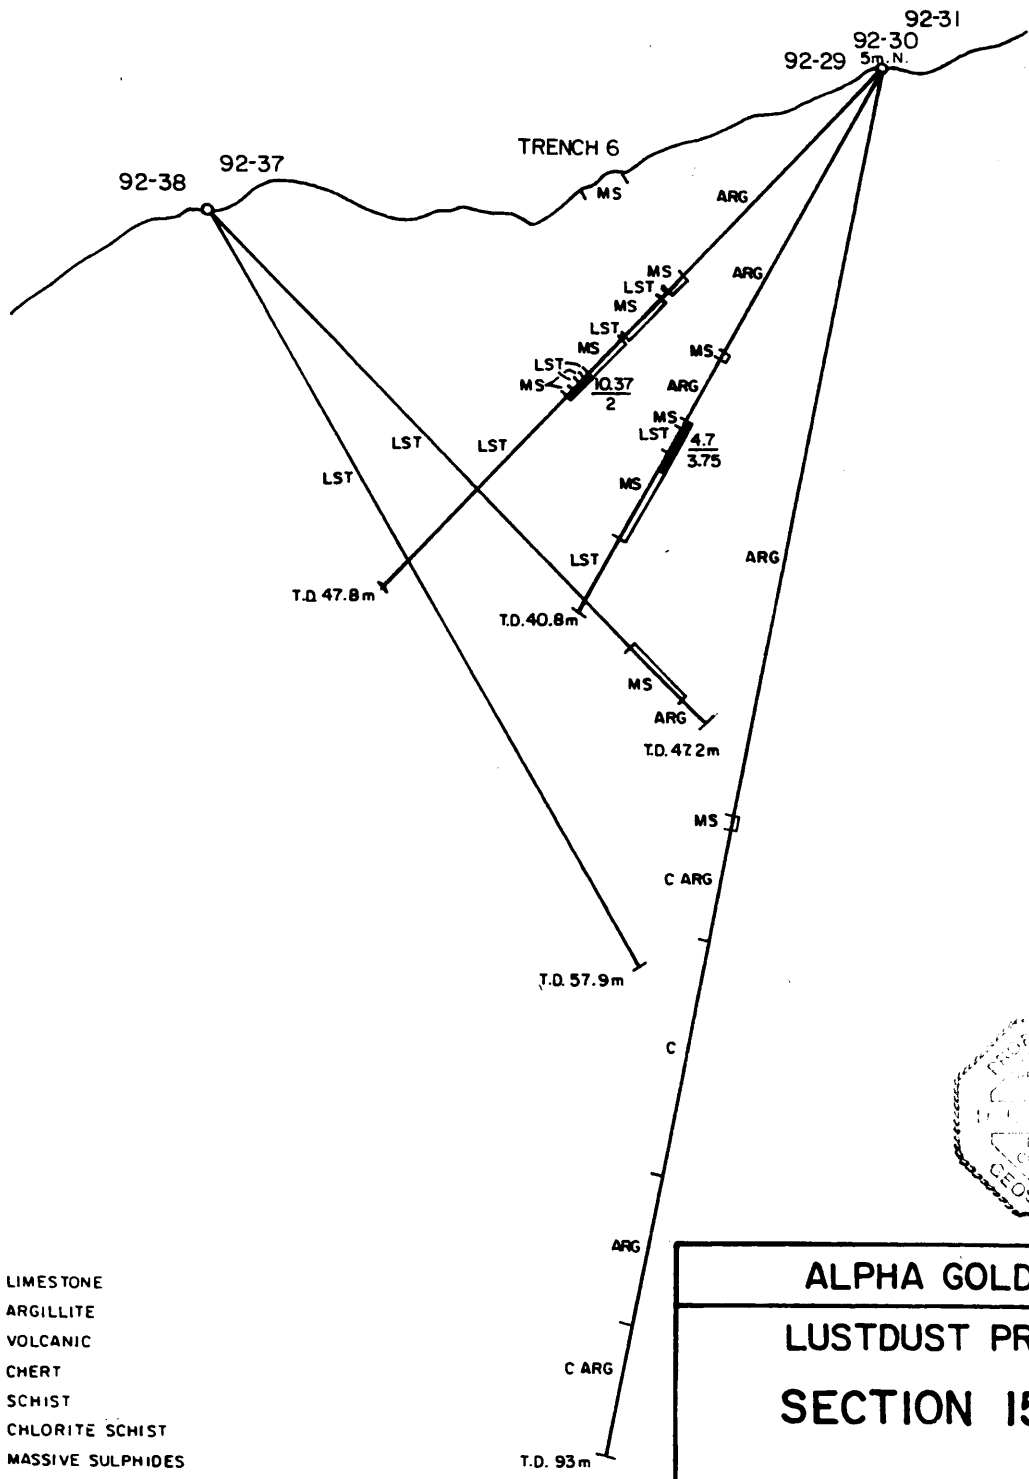 92-31
92-30
92-29 5m. N.
TRENCH 6
92-37
92-38
MS
ARG
ARG
MS
LST
MS
LST
MS
MS
LST
ARG
MS
10.37
2
MS
LST
4.7
3.75
LST
LST
LST
MS
ARG
LST
T.D. 47.8m
T.D. 40.8m
MS
ARG
T.D. 47.2m
MS
C ARG
T.D. 57.9m
C
ARG
C ARG
T.D. 93m
LIMESTONE
ARGILLITE
VOLCANIC
CHERT
SCHIST
CHLORITE SCHIST
MASSIVE SULPHIDES
ALPHA GOLD
LUSTDUST PR
SECTION 15